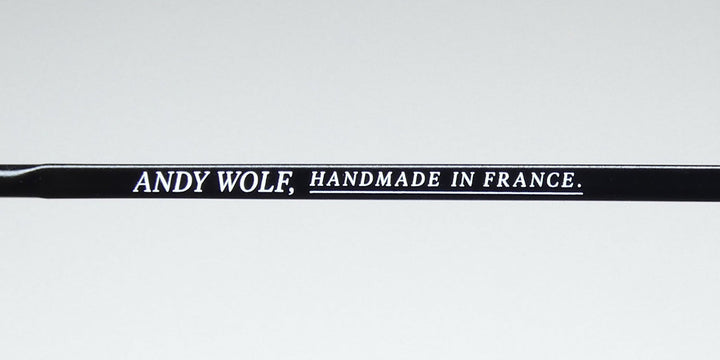 ANDY WOLF, HANDMADE IN FRANCE.